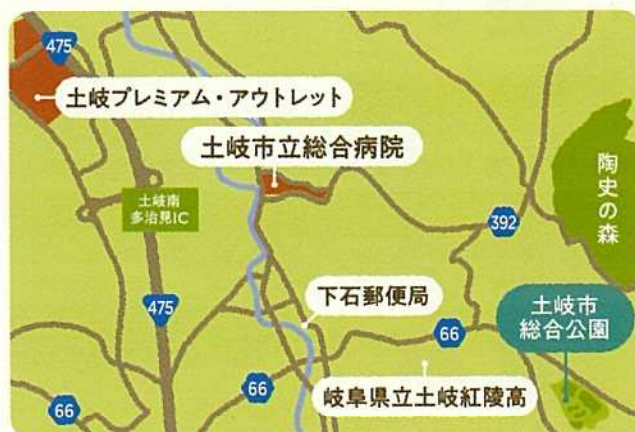 475
土岐プレミアム・アウトレット
土岐市立総合病院
土岐南
多治見IC
392
陶史の森
475
下石郵便局
66
土岐市
総合公園
66
66
岐阜県立土岐紅陵高